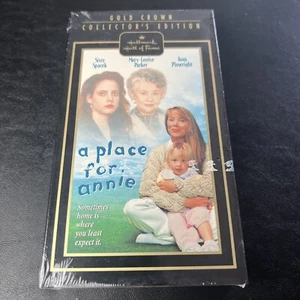 GOLD CROWN
COLLECTOR'S EDITION
Hallmark
Hall of Fame
Sissy Spacek
Mary-Louise Parker
Joan Plowright
a place
for
annie
Sometimes
home is
where
you least
expect it.